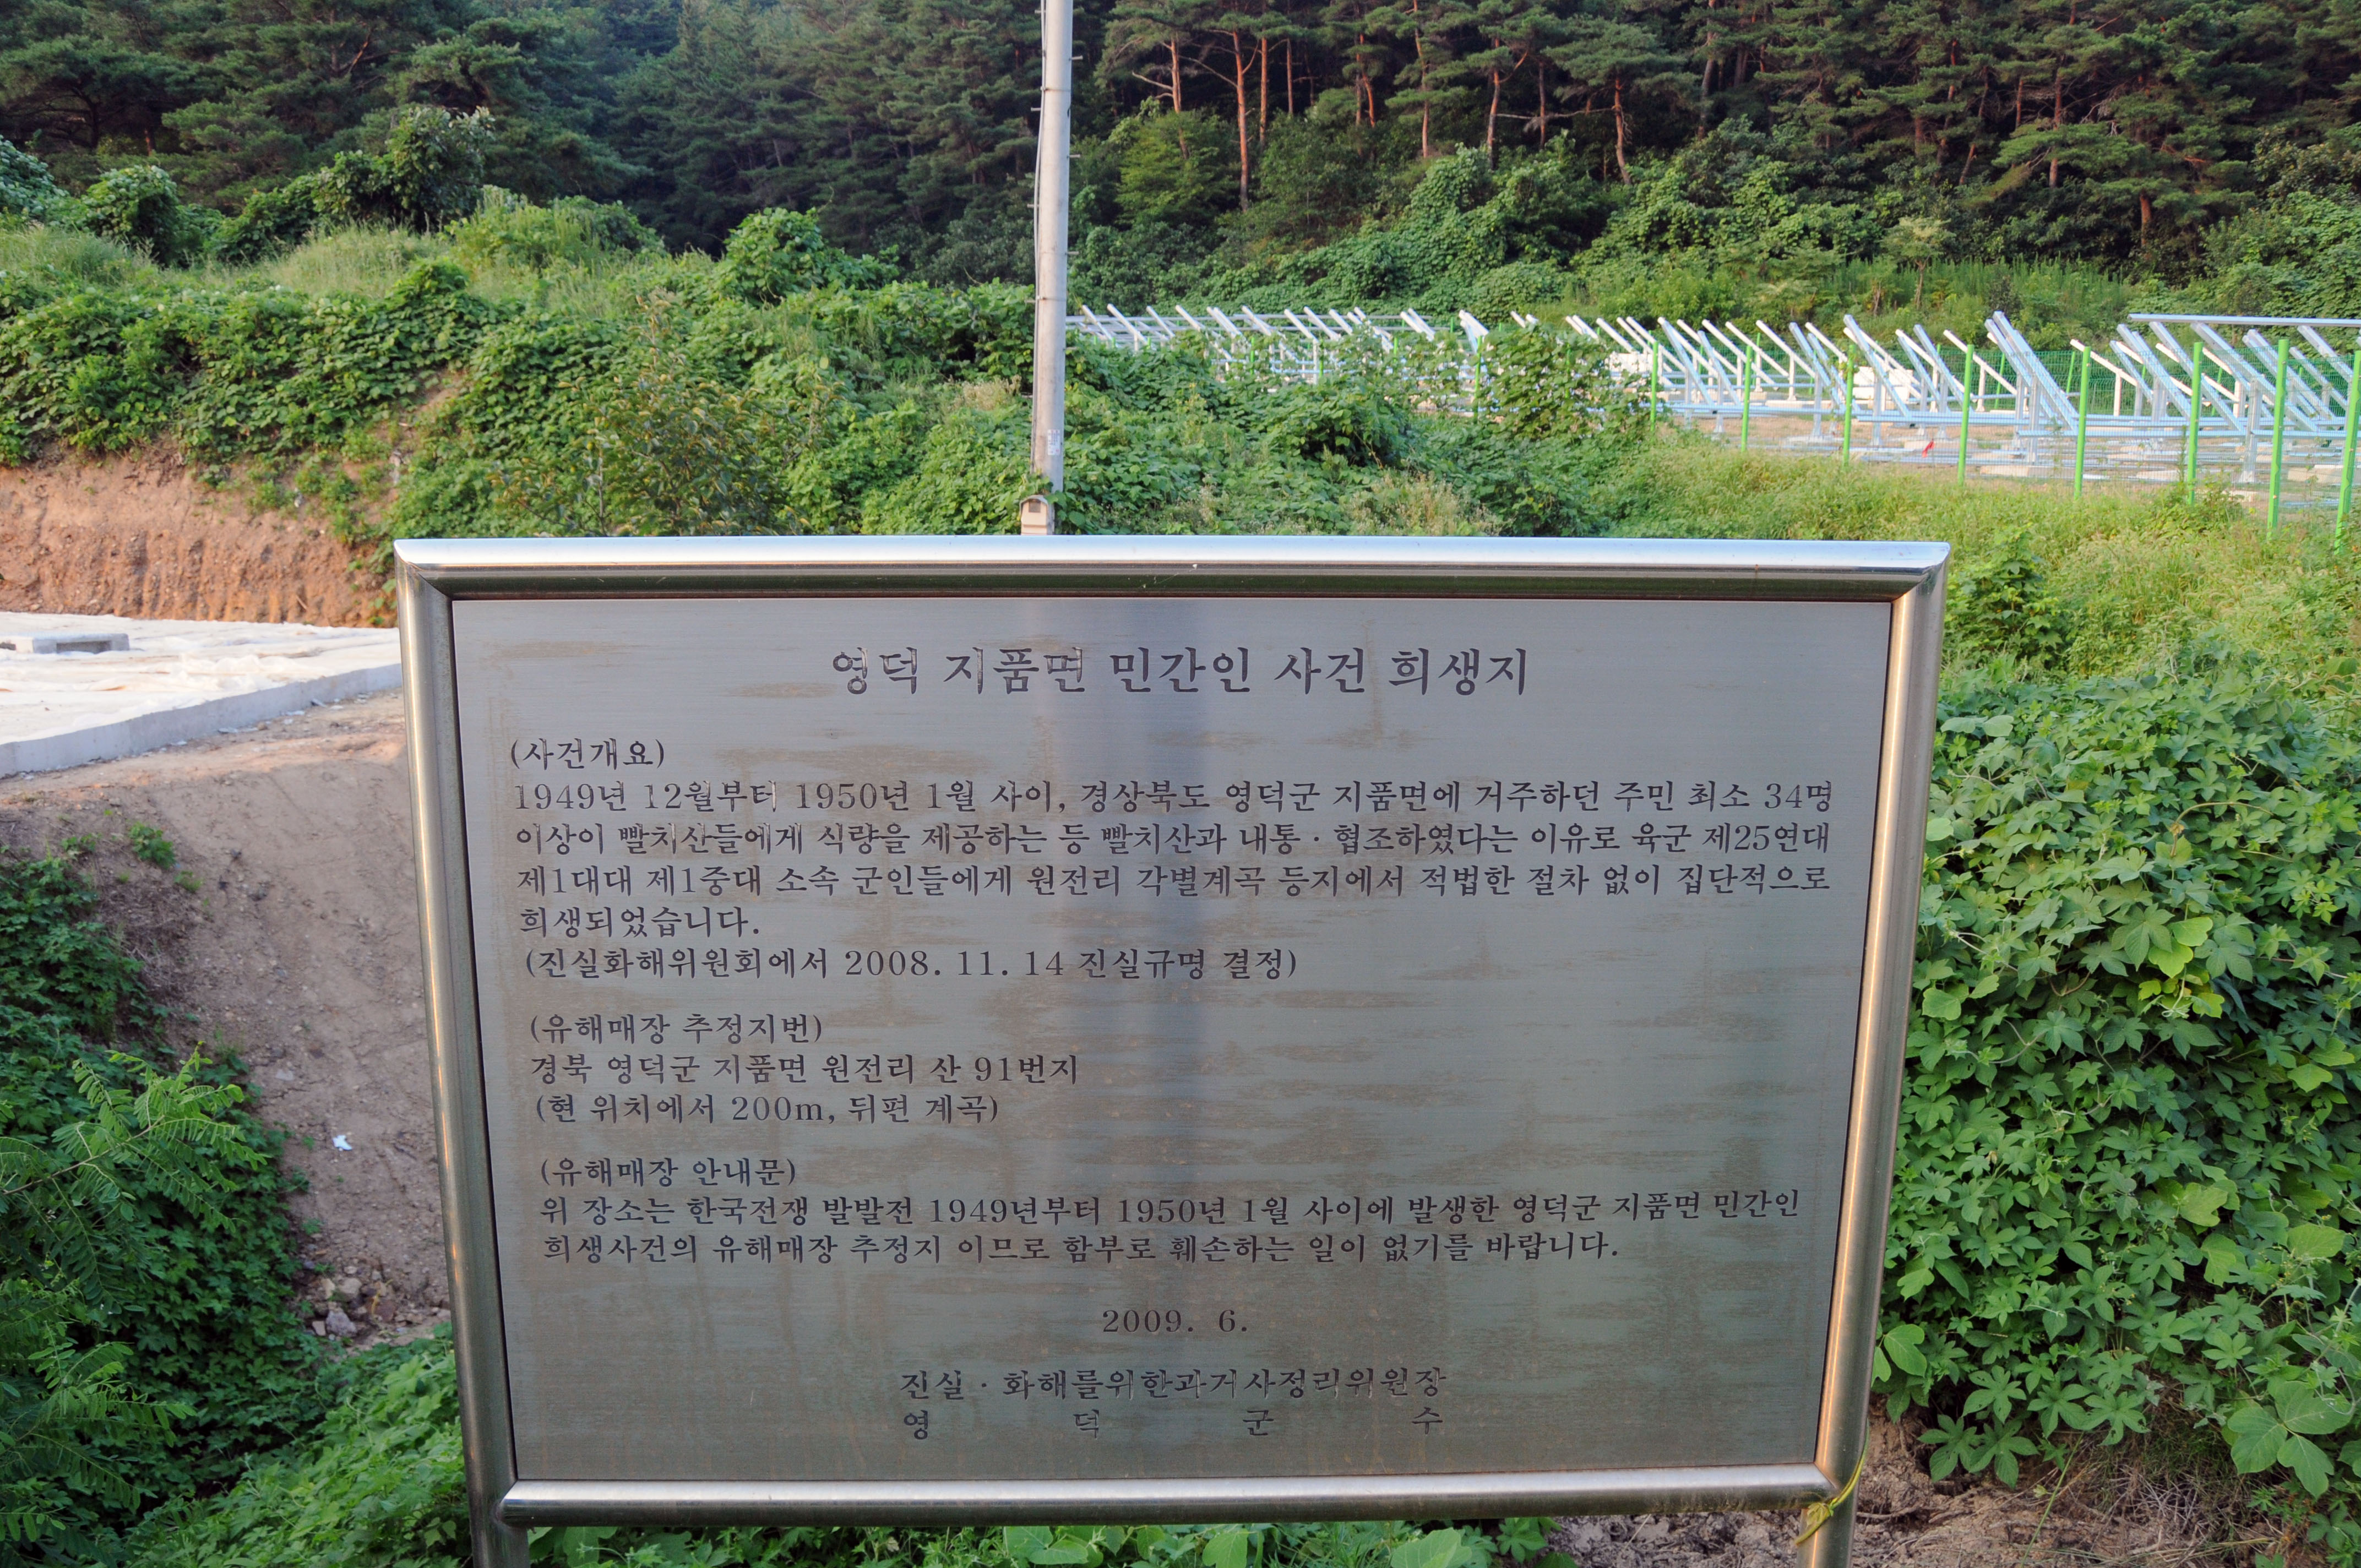 영덕 지품면 민간인 사건 희생지
(사건개요)
1949년 12월부터 1950년 1월 사이, 경상북도 영덕군 지품면에 거주하던 주민 최소 34명
이상이 빨치산들에게 식량을 제공하는 등 빨치산과 내통·협조하였다는 이유로 육군 제25연대
제1대대 제1중대 소속 군인들에게 원전리 각별계곡 등지에서 적법한 절차 없이 집단적으로
희생되었습니다.
(진실화해위원회에서 2008. 11. 14 진실규명 결정)
(유해매장 추정지번)
경북 영덕군 지품면 원전리 산 91번지
(현 위치에서 200m, 뒤편 계곡)
(유해매장 안내문)
위 장소는 한국전쟁 발발전 1949년부터 1950년 1월 사이에 발생한 영덕군 지품면 민간인
희생사건의 유해매장 추정지 이므로 함부로 훼손하는 일이 없기를 바랍니다.
2009. 6.
진실·화해를위한과거사정리위원장
영 덕 군 수